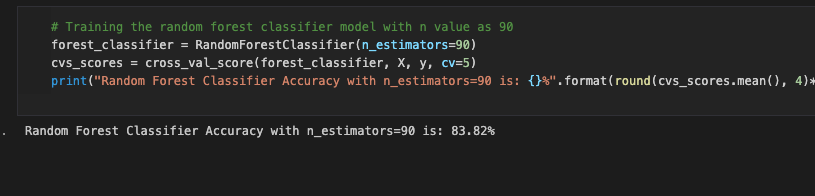 # Training the random forest classifier model with n value as 90
forest_classifier = RandomForestClassifier(n_estimators=90)
cvs_scores = cross_val_score(forest_classifier, X, y, cv=5)
print("Random Forest Classifier Accuracy with n_estimators=90 is: {}%".format(round(cvs_scores.mean(), 4)*
. Random Forest Classifier Accuracy with n_estimators=90 is: 83.82%